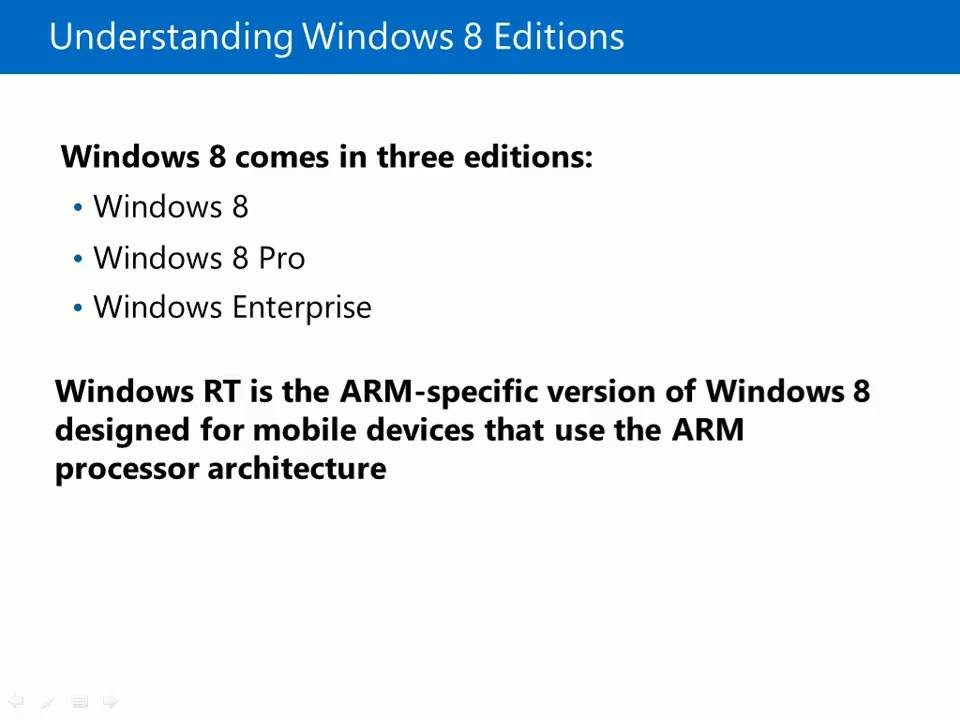 Understanding Windows 8 Editions
Windows 8 comes in three editions:
• Windows 8
• Windows 8 Pro
• Windows Enterprise
Windows RT is the ARM-specific version of Windows 8
designed for mobile devices that use the ARM
processor architecture